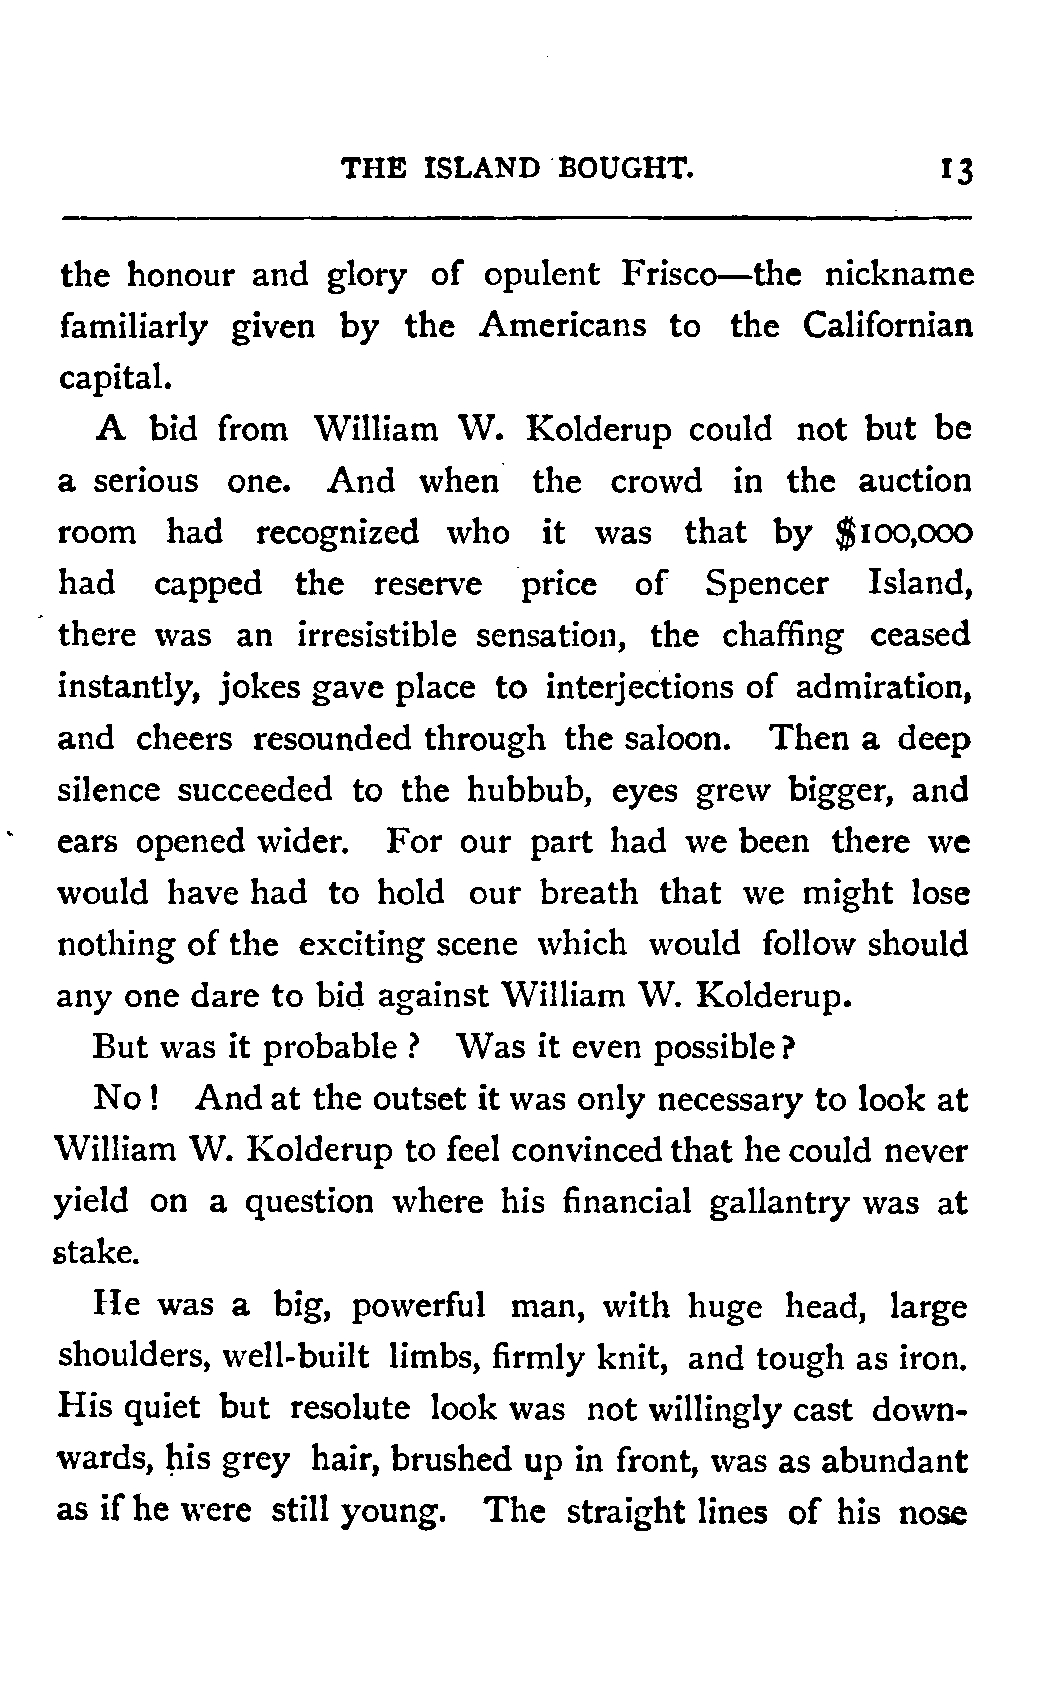 THE ISLAND BOUGHT. 13
the honour and glory of opulent Frisco—the nickname
familiarly given by the Americans to the Californian
capital.
A bid from William W. Kolderup could not but be
a serious one. And when the crowd in the auction
room had recognized who it was that by $100,000
had capped the reserve price of Spencer Island,
there was an irresistible sensation, the chaffing ceased
instantly, jokes gave place to interjections of admiration,
and cheers resounded through the saloon. Then a deep
silence succeeded to the hubbub, eyes grew bigger, and
ears opened wider. For our part had we been there we
would have had to hold our breath that we might lose
nothing of the exciting scene which would follow should
any one dare to bid against William W. Kolderup.
But was it probable ? Was it even possible ?
No ! And at the outset it was only necessary to look at
William W. Kolderup to feel convinced that he could never
yield on a question where his financial gallantry was at
stake.
He was a big, powerful man, with huge head, large
shoulders, well-built limbs, firmly knit, and tough as iron.
His quiet but resolute look was not willingly cast down-
wards, his grey hair, brushed up in front, was as abundant
as if he were still young. The straight lines of his nose